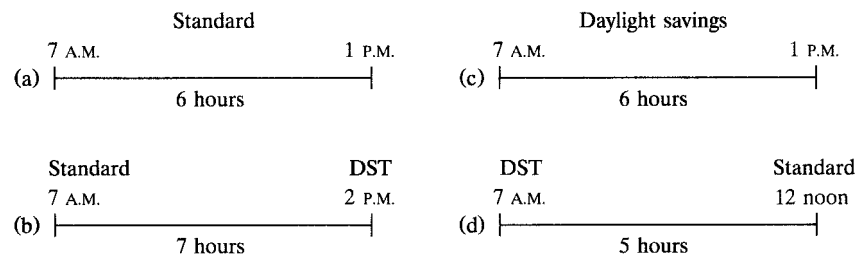 Standard
7 A.M. 1 P.M.
(a)
6 hours
Daylight savings
7 A.M. 1 P.M.
(c)
6 hours
Standard DST
7 A.M. 2 P.M.
(b)
7 hours
DST Standard
7 A.M. 12 noon
(d)
5 hours